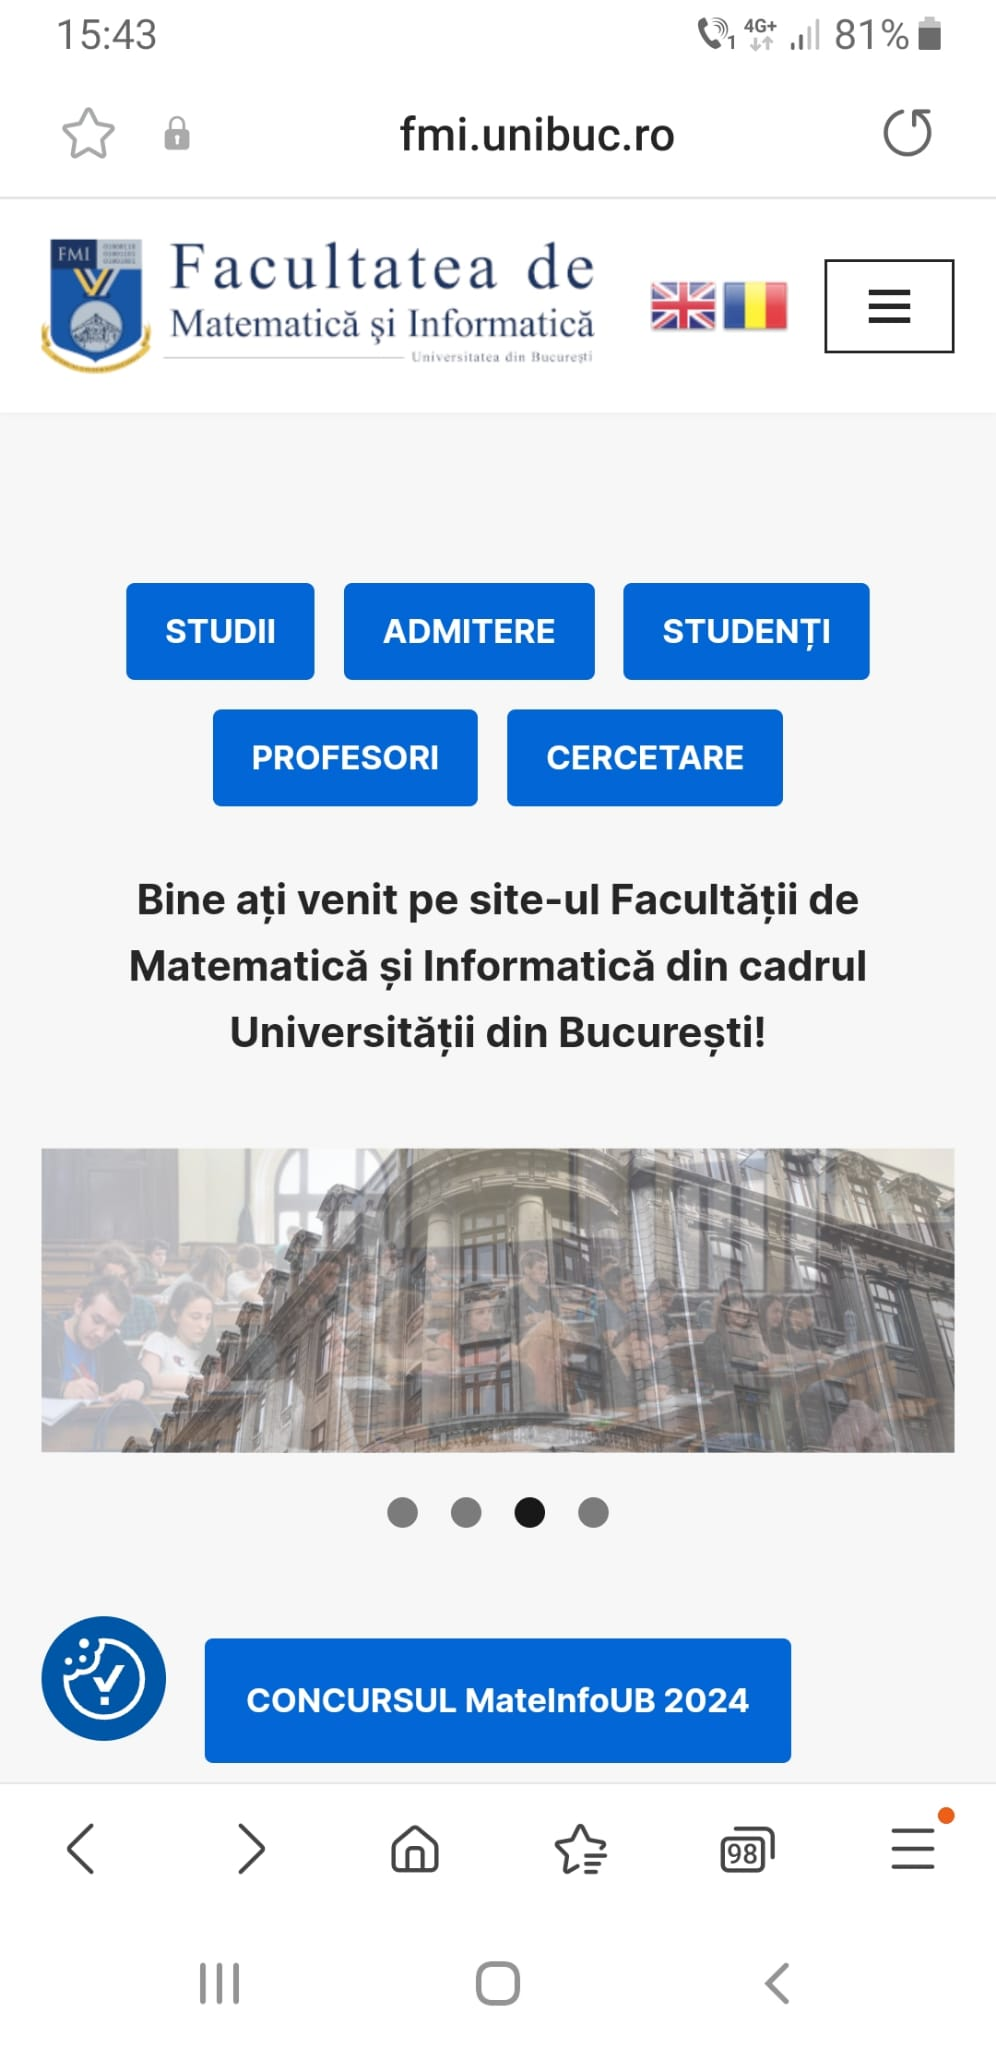 15:43
1 4G+ 81%
fmi.unibuc.ro
FMI
Facultatea de
Matematică și Informatică
Universitatea din București
STUDII ADMITERE STUDENȚI
PROFESORI CERCETARE
Bine ați venit pe site-ul Facultății de
Matematică și Informatică din cadrul
Universității din București!
CONCURSUL MateInfoUB 2024
98